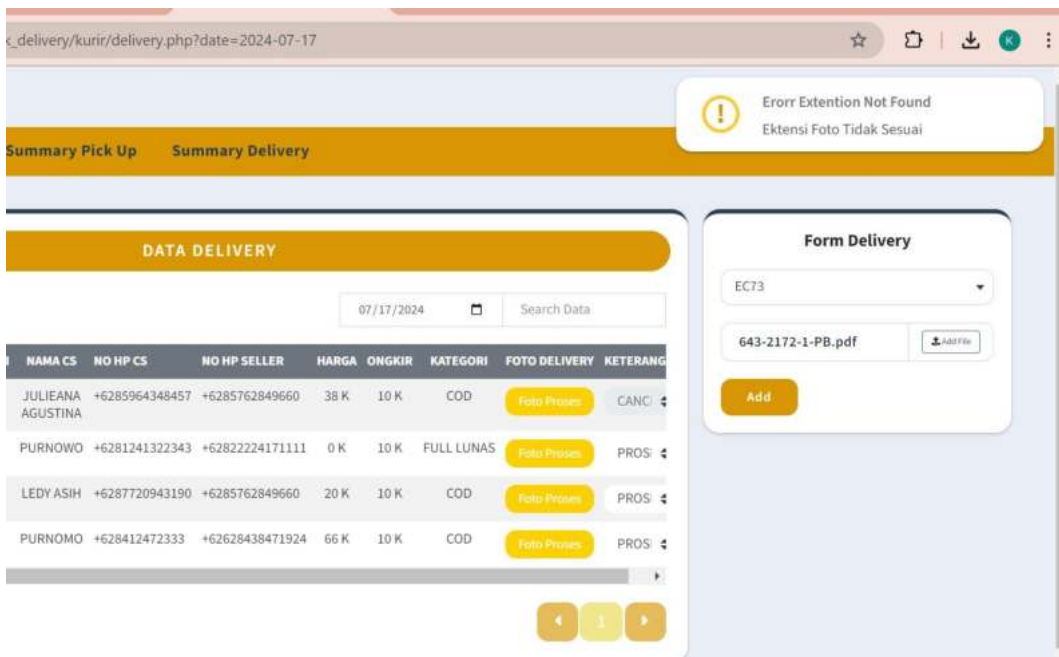 k_delivery/kurir/delivery.php?date=2024-07-17
K
Erorr Extention Not Found
Ektensi Foto Tidak Sesuai
Summary Pick Up Summary Delivery
DATA DELIVERY
07/17/2024 Search Data
NAMA CS NO HP CS NO HP SELLER HARGA ONGKIR KATEGORI FOTO DELIVERY KETERANG
JULIEANA AGUSTINA +6285964348457 +6285762849660 38 K 10 K COD Foto Proses CANC
PURNOWO +6281241322343 +62822224171111 0 K 10 K FULL LUNAS Foto Proses PROS
LEDY ASIH +6287720943190 +6285762849660 20 K 10 K COD Foto Proses PROS
PURNOMO +628412472333 +62628438471924 66 K 10 K COD Foto Proses PROS
1
Form Delivery
EC73
643-2172-1-PB.pdf Add File
Add